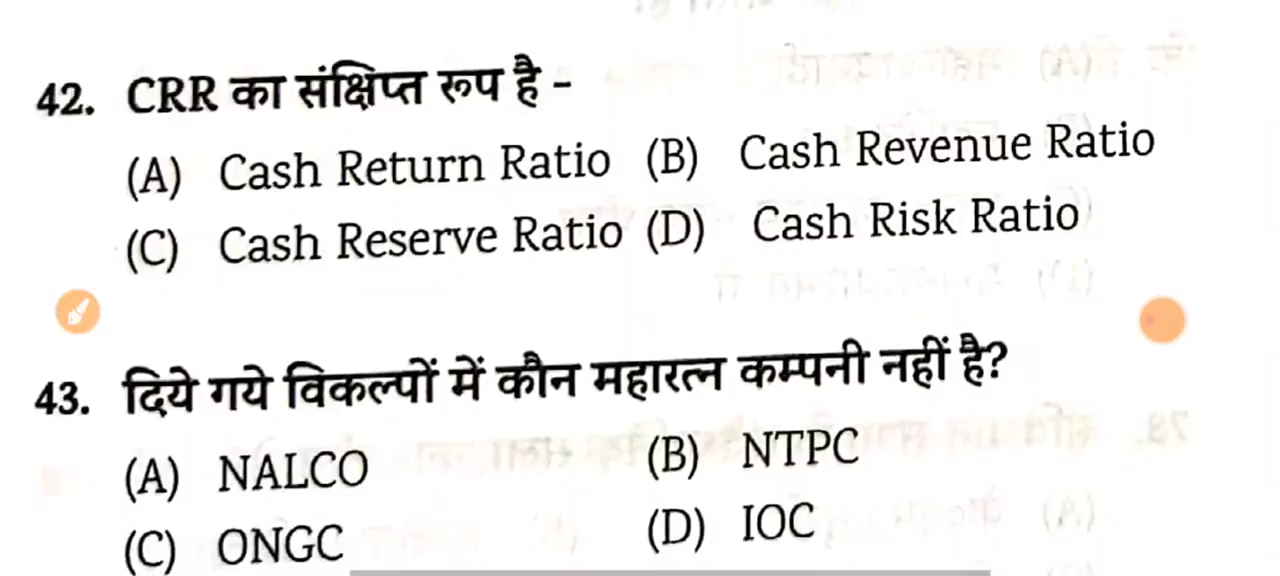 42. CRR का संक्षिप्त रूप है -
(A) Cash Return Ratio (B) Cash Revenue Ratio
(C) Cash Reserve Ratio (D) Cash Risk Ratio
43. दिये गये विकल्पों में कौन महारत्न कम्पनी नहीं है?
(A) NALCO (B) NTPC
(C) ONGC (D) IOC